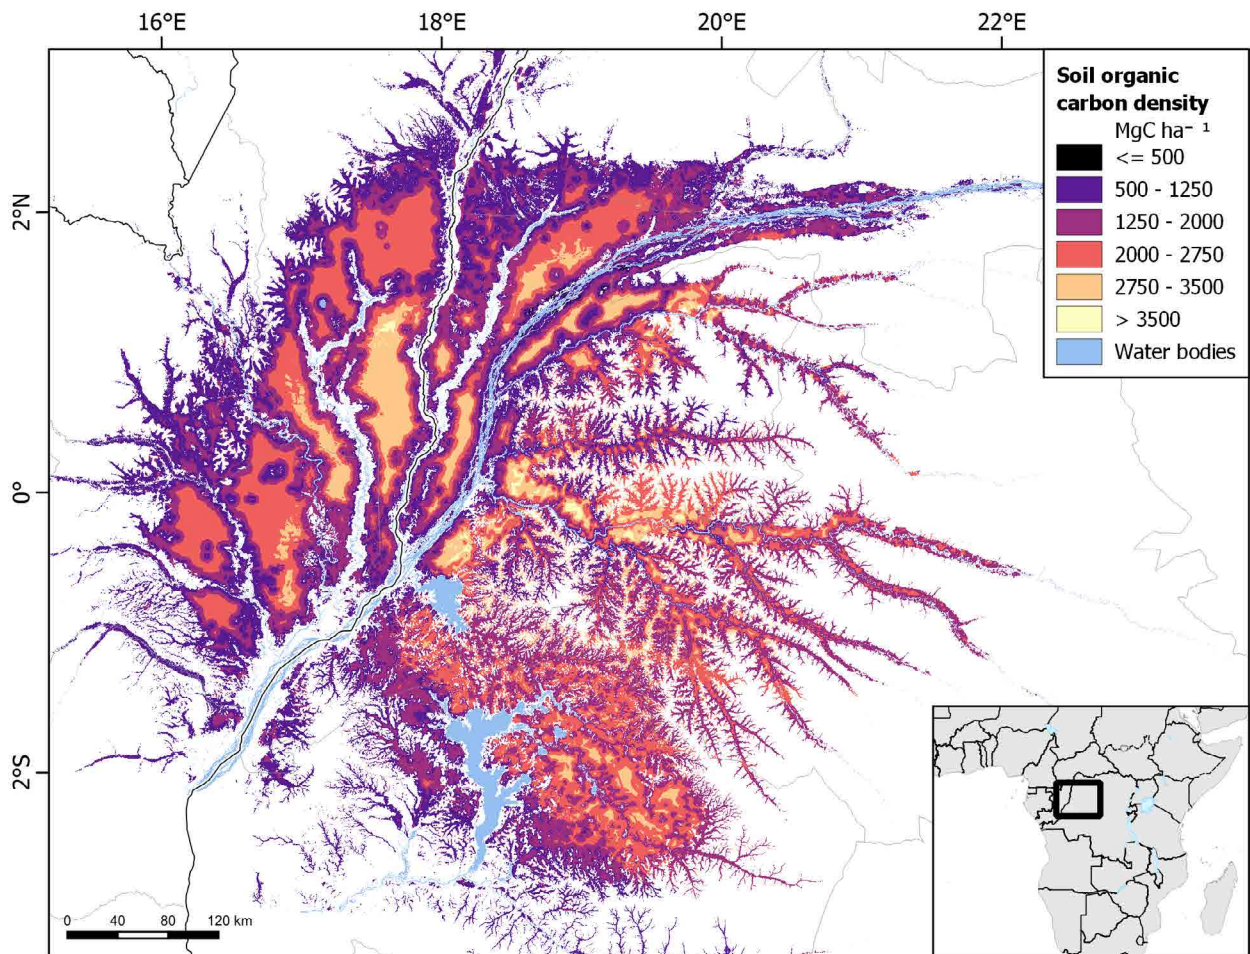 16°E 18°E 20°E 22°E
Soil organic
carbon density
MgC ha⁻ ¹
<= 500
500 - 1250
1250 - 2000
2000 - 2750
2750 - 3500
> 3500
Water bodies
2°N
0°
2°S
0 40 80 120 km